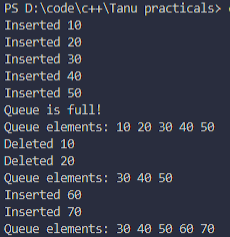 PS D:\code\c++\Tanu practicals>
Inserted 10
Inserted 20
Inserted 30
Inserted 40
Inserted 50
Queue is full!
Queue elements: 10 20 30 40 50
Deleted 10
Deleted 20
Queue elements: 30 40 50
Inserted 60
Inserted 70
Queue elements: 30 40 50 60 70